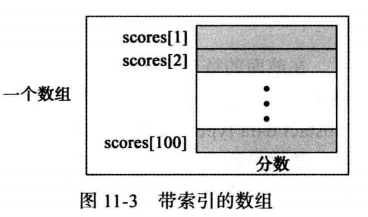 scores[1]
scores[2]
一个数组
scores[100]
分数
图 11-3 带索引的数组